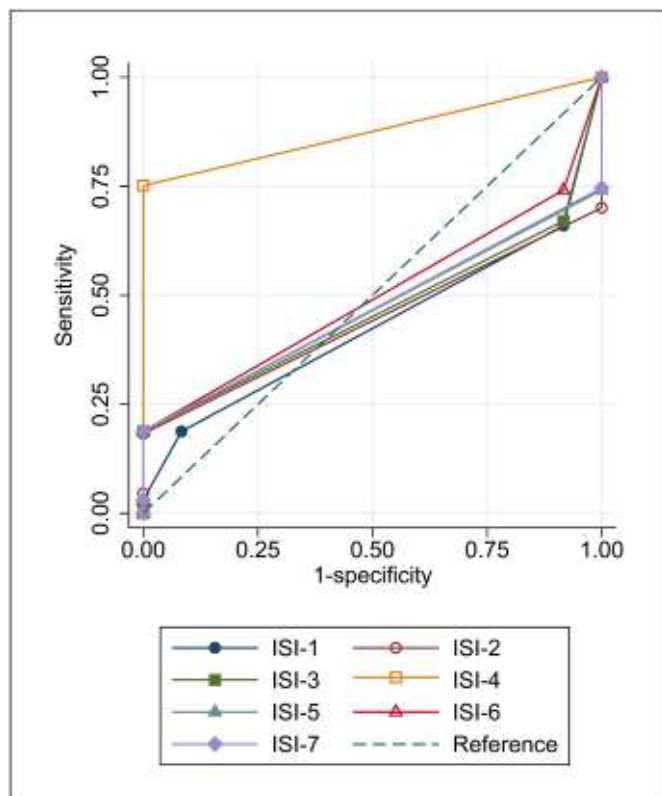 1.00
0.75
0.50
0.25
0.00
Sensitivity
0.00 0.25 0.50 0.75 1.00
1-specificity
ISI-1 ISI-2
ISI-3 ISI-4
ISI-5 ISI-6
ISI-7 Reference